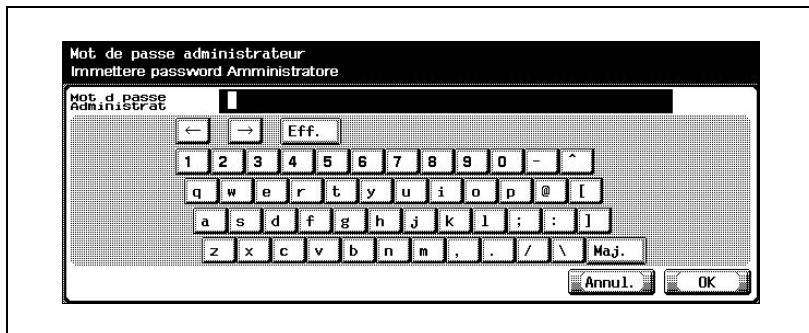 Mot de passe administrateur
Immettere password Amministratore
Mot d passe
Administrat
← → Eff.
1 2 3 4 5 6 7 8 9 0 - ^
q w e r t y u i o p @ [
a s d f g h j k l ; : ]
z x c v b n m , . / \ Maj.
Annul. OK